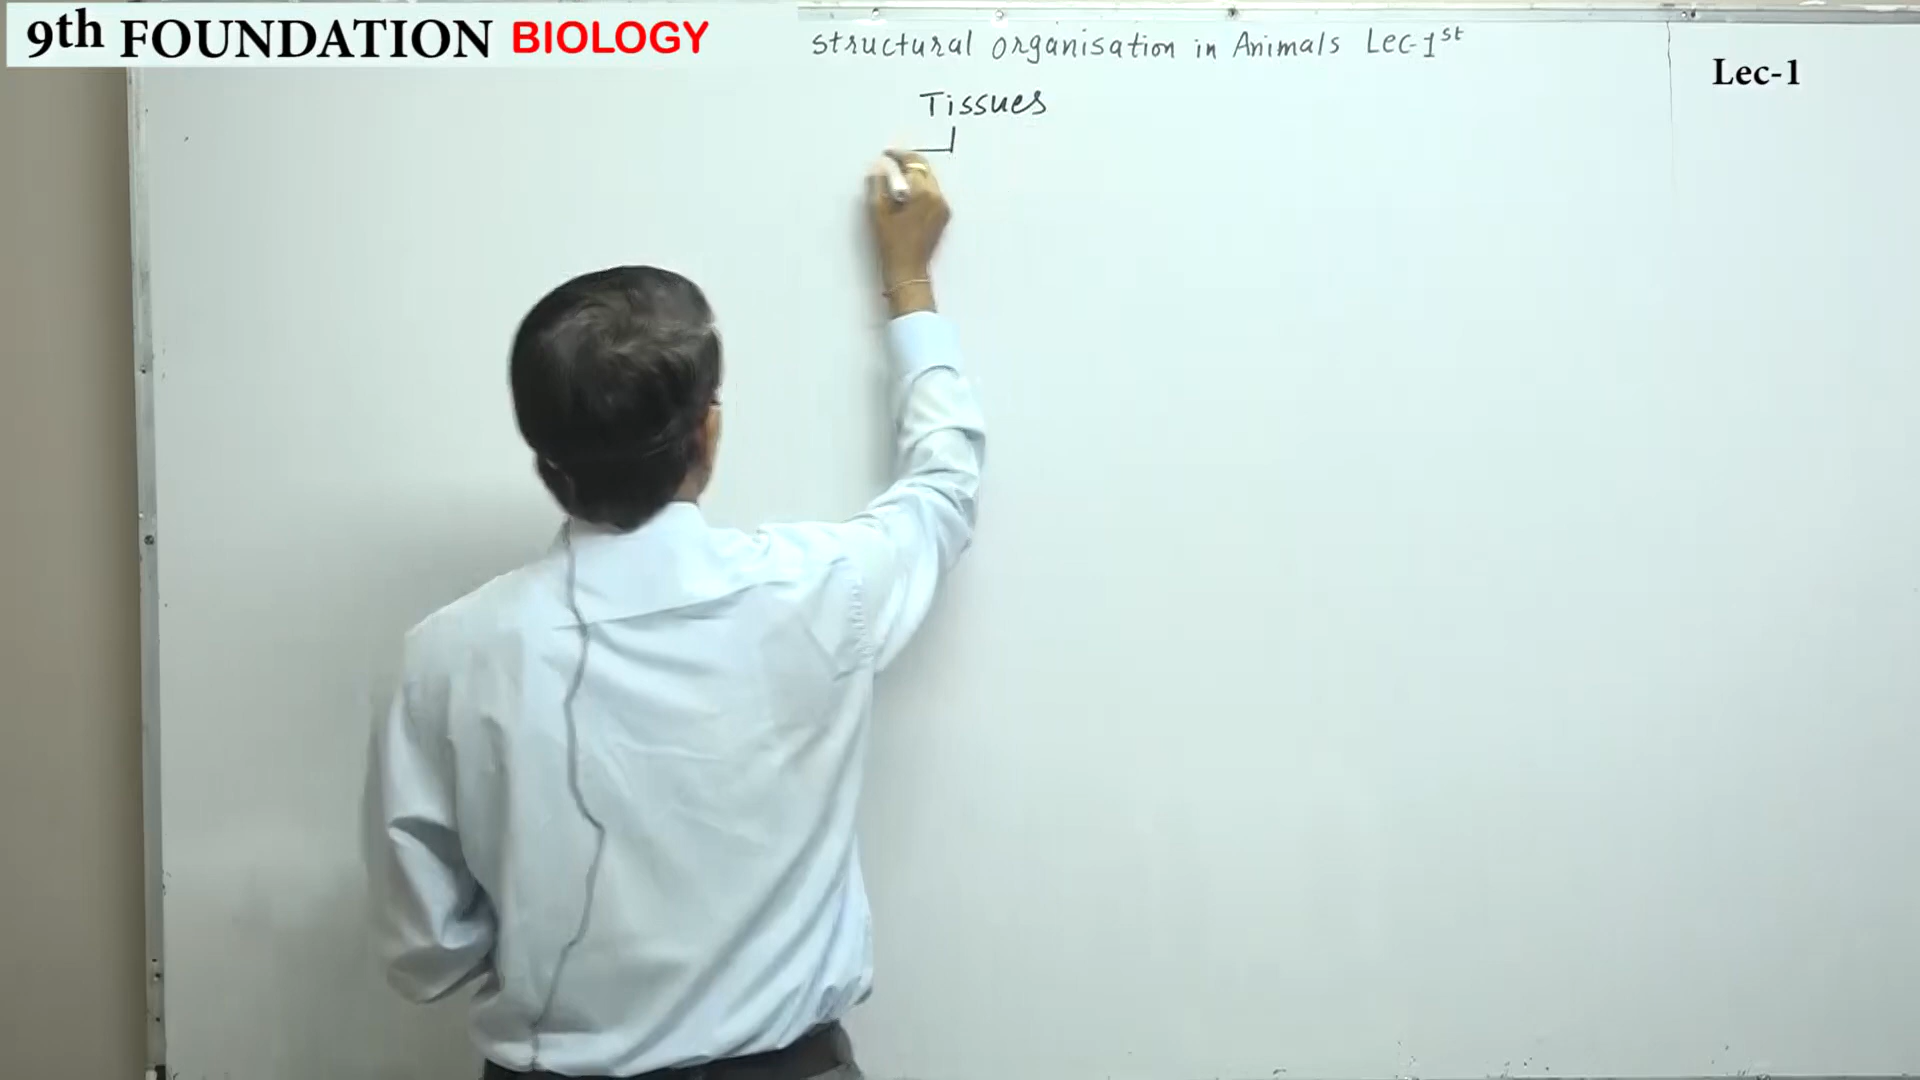 9th FOUNDATION BIOLOGY
structural organisation in Animals Lec-1st
Lec-1
Tissues